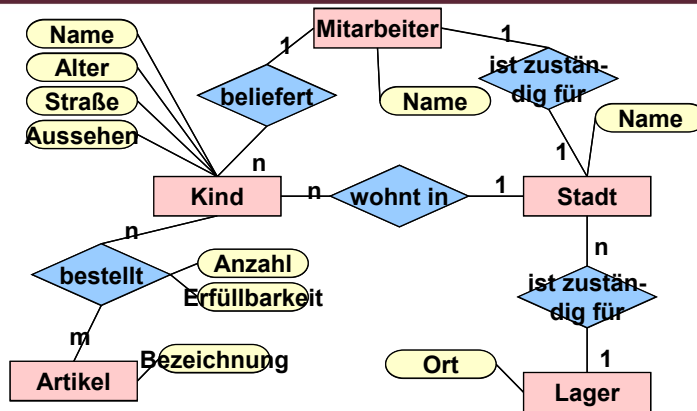 Name
Mitarbeiter
1
1
Alter
ist zustän-
dig für
beliefert
Straße
Name
Name
Aussehen
n
1
Kind
n
wohnt in
1
Stadt
n
n
bestellt
Anzahl
Erfüllbarkeit
ist zustän-
dig für
m
Bezeichnung
Ort
1
Artikel
Lager